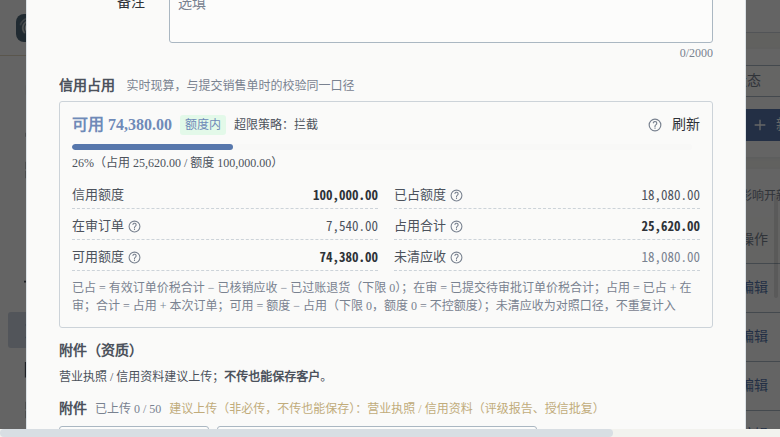 备注
选填
0/2000
信用占用 实时现算，与提交销售单时的校验同一口径
可用 74,380.00 额度内 超限策略：拦截 刷新
26%（占用 25,620.00 / 额度 100,000.00）
信用额度 100,000.00 已占额度 18,080.00
在审订单 7,540.00 占用合计 25,620.00
可用额度 74,380.00 未清应收 18,080.00
已占 = 有效订单价税合计 − 已核销应收 − 已过账退货（下限 0）；在审 = 已提交待审批订单价税合计；占用 = 已占 + 在
审；合计 = 占用 + 本次订单；可用 = 额度 − 占用（下限 0，额度 0 = 不控额度）；未清应收为对照口径，不重复计入
附件（资质）
营业执照 / 信用资料建议上传；不传也能保存客户。
附件 已上传 0 / 50 建议上传（非必传，不传也能保存）：营业执照 / 信用资料（评级报告、授信批复）
态
影响开
操作
编辑
编辑
编辑